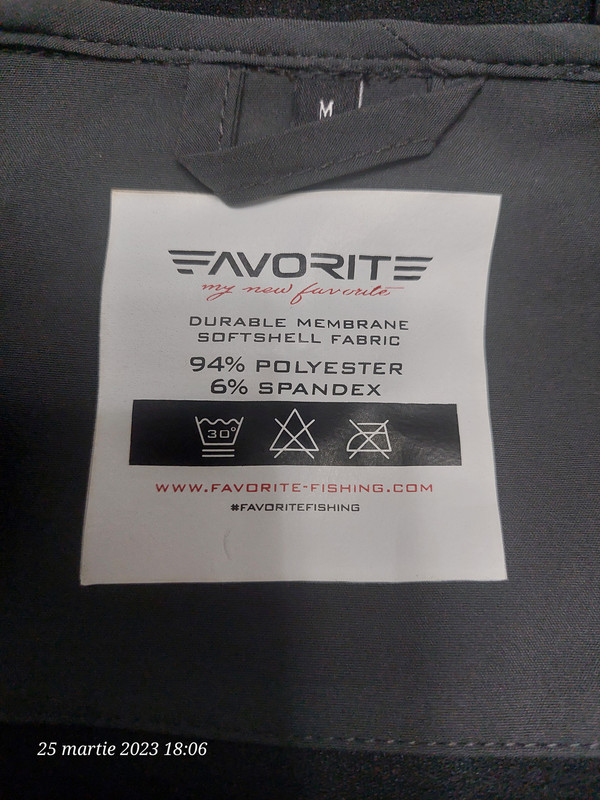 M
FAVORITE
my new favorite
DURABLE MEMBRANE
SOFTSHELL FABRIC
94% POLYESTER
6% SPANDEX
30°
WWW.FAVORITE-FISHING.COM
#FAVORITEFISHING
25 martie 2023 18:06